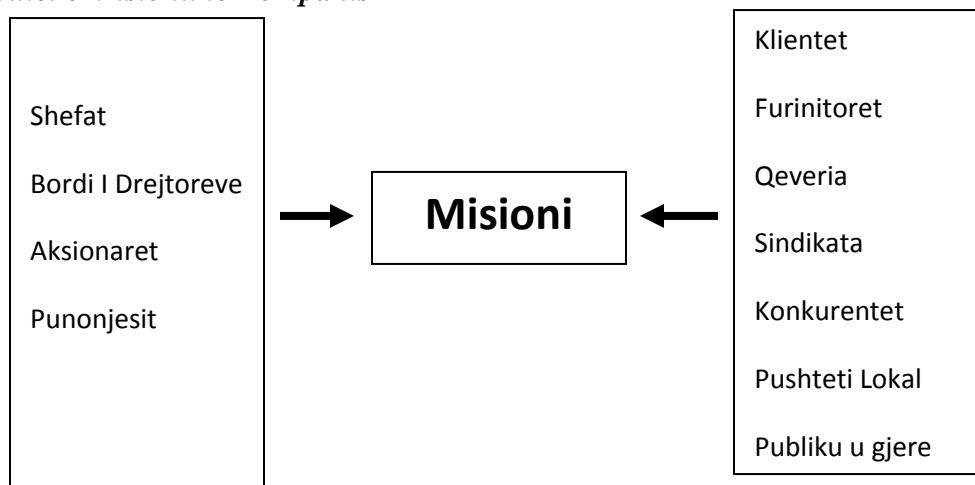 Shefat
Bordi I Drejtoreve
Aksionaret
Punonjesit
Misioni
Klientet
Furinitoret
Qeveria
Sindikata
Konkurentet
Pushteti Lokal
Publiku u gjere